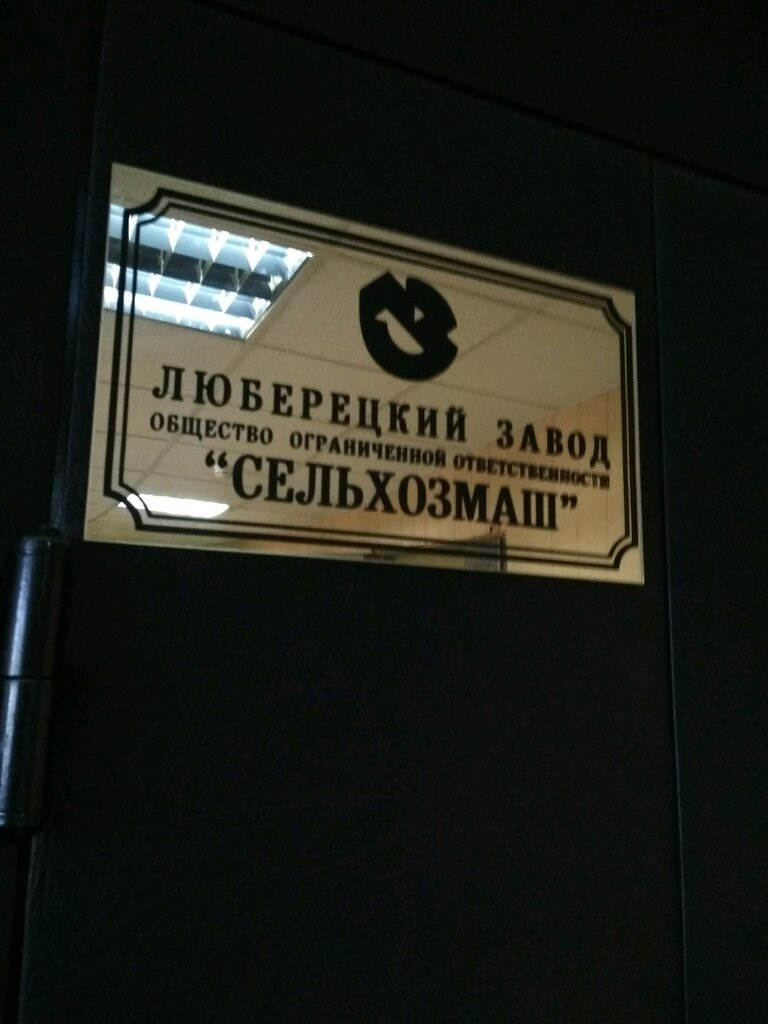 ЛЮБЕРЕЦКИЙ ЗАВОД
ОБЩЕСТВО ОГРАНИЧЕННОЙ ОТВЕТСТВЕННОСТИ
“СЕЛЬХОЗМАШ”